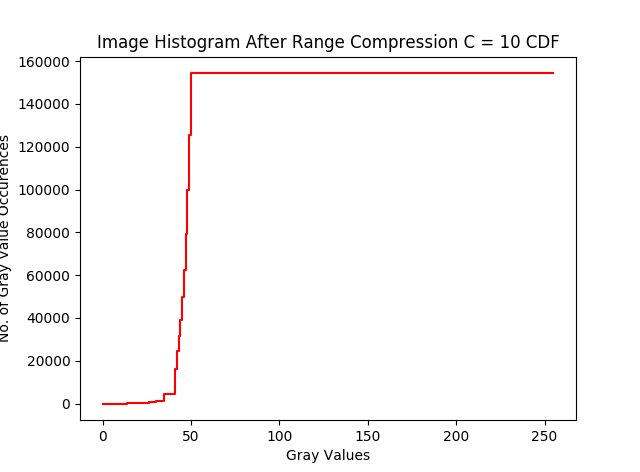 Image Histogram After Range Compression C = 10 CDF
160000
140000
120000
100000
80000
60000
40000
20000
0
No. of Gray Value Occurences
0 50 100 150 200 250
Gray Values